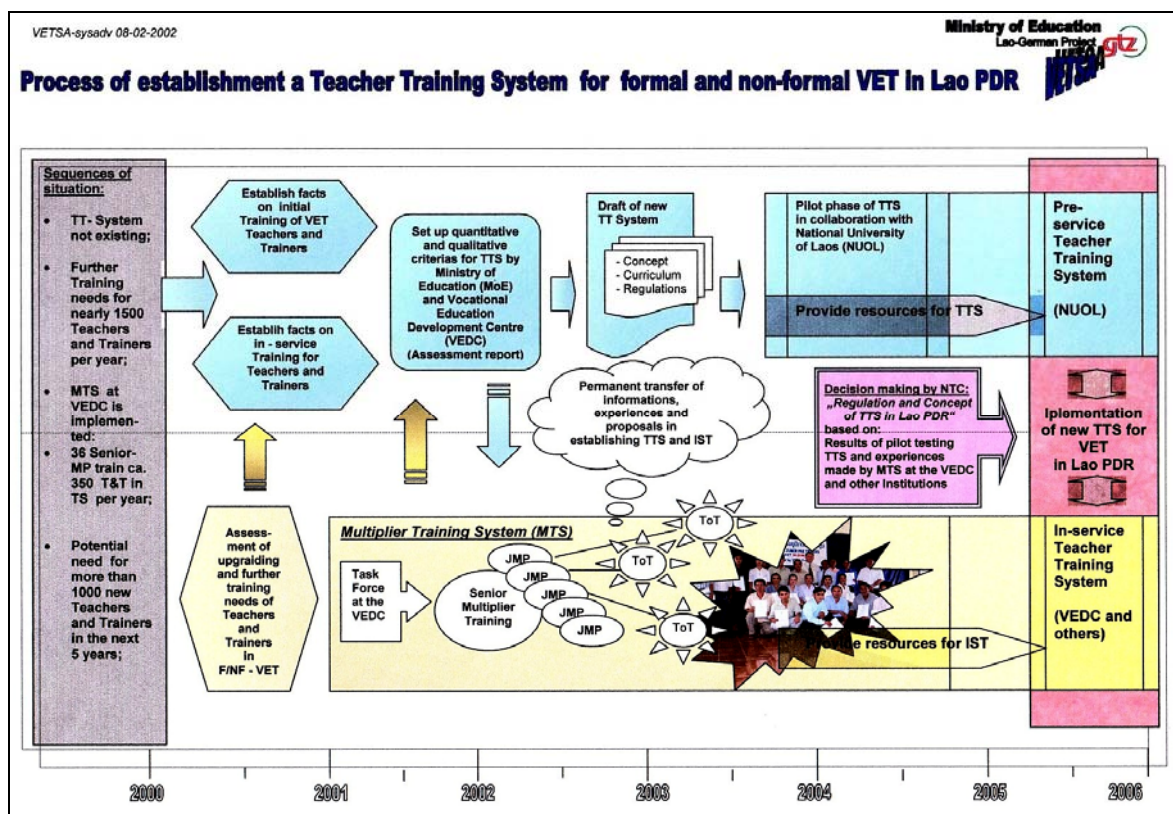 VETSA-sysadv 08-02-2002
Ministry of Education
Lao-German Project
gtz
VETSA
Process of establishment a Teacher Training System for formal and non-formal VET in Lao PDR
Sequences of
situation:
• TT- System
not existing;
• Further
Training
needs for
nearly 1500
Teachers
and Trainers
per year;
• MTS at
VEDC is
implemen-
ted:
• 36 Senior-
MP train ca.
350 T&T in
TS per year;
• Potential
need for
more than
1000 new
Teachers
and Trainers
in the next
5 years;
Establish facts
on initial
Training of VET
Teachers and
Trainers
Establih facts on
in - service
Training for
Teachers and
Trainers
Assess-
ment of
upgraiding
and further
training
needs of
Teachers
and
Trainers
in
F/NF - VET
Set up quantitative
and qualitative
criterias for TTS by
Ministry of
Education (MoE)
and Vocational
Education
Development Centre
(VEDC)
(Assessment report)
Draft of new
TT System
- Concept
- Curriculum
- Regulations
Permanent transfer of
informations,
experiences and
proposals in
establishing TTS and IST
Pilot phase of TTS
in collaboration with
National University
of Laos (NUOL)
Provide resources for TTS
Decision making by NTC:
„Regulation and Concept
of TTS in Lao PDR“
based on:
Results of pilot testing
TTS and experiences
made by MTS at the VEDC
and other Institutions
Pre-
service
Teacher
Training
System
(NUOL)
Iplementation
of new TTS for
VET
in Lao PDR
In-service
Teacher
Training
System
(VEDC and
others)
Multiplier Training System (MTS)
Task
Force
at the
VEDC
Senior
Multiplier
Training
JMP
JMP
JMP
JMP
JMP
ToT
ToT
ToT
Provide resources for IST
2000
2001
2002
2003
2004
2005
2006